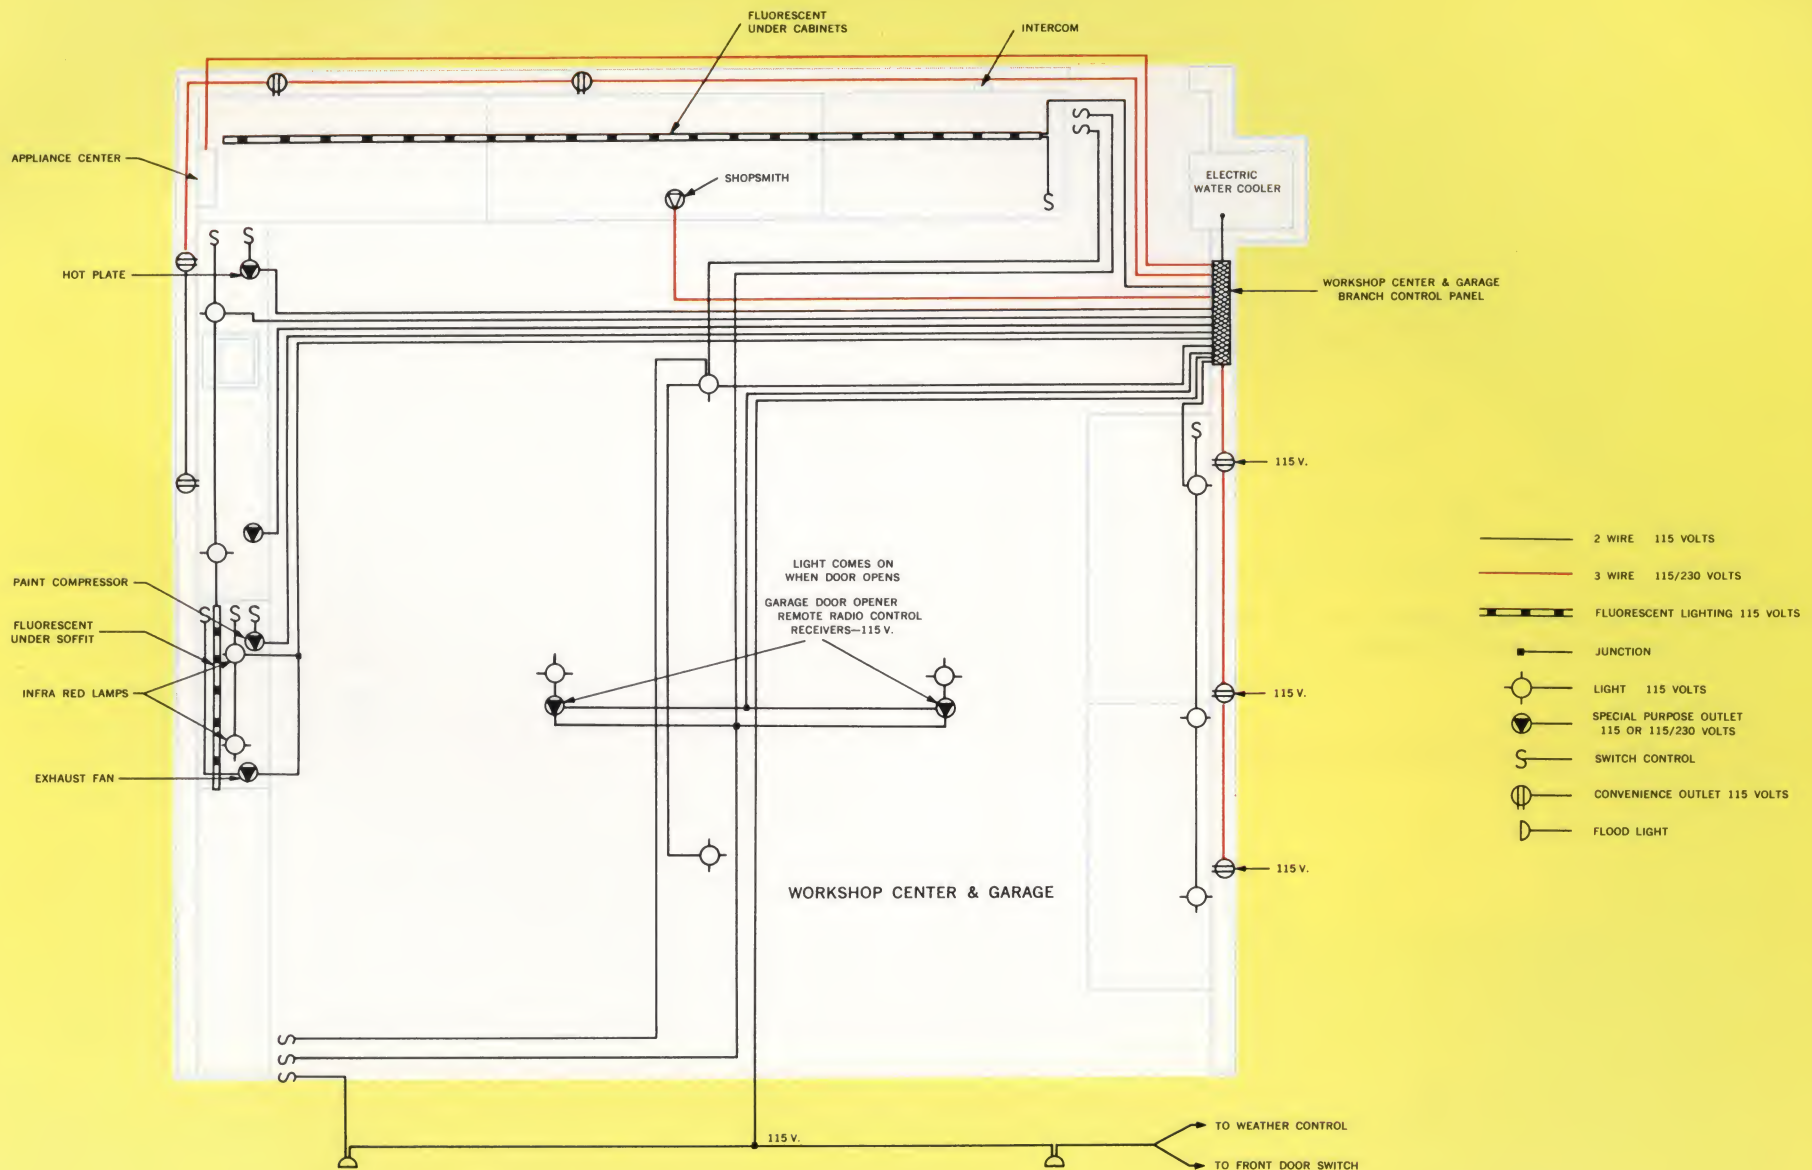 FLUORESCENT
UNDER CABINETS
INTERCOM
APPLIANCE CENTER
SHOPSMITH
ELECTRIC
WATER COOLER
HOT PLATE
WORKSHOP CENTER & GARAGE
BRANCH CONTROL PANEL
115 V.
LIGHT COMES ON
WHEN DOOR OPENS
GARAGE DOOR OPENER
REMOTE RADIO CONTROL
RECEIVERS—115 V.
PAINT COMPRESSOR
FLUORESCENT
UNDER SOFFIT
INFRA RED LAMPS
EXHAUST FAN
115 V.
115 V.
WORKSHOP CENTER & GARAGE
2 WIRE 115 VOLTS
3 WIRE 115/230 VOLTS
FLUORESCENT LIGHTING 115 VOLTS
JUNCTION
LIGHT 115 VOLTS
SPECIAL PURPOSE OUTLET
115 OR 115/230 VOLTS
SWITCH CONTROL
CONVENIENCE OUTLET 115 VOLTS
FLOOD LIGHT
115 V.
TO WEATHER CONTROL
TO FRONT DOOR SWITCH